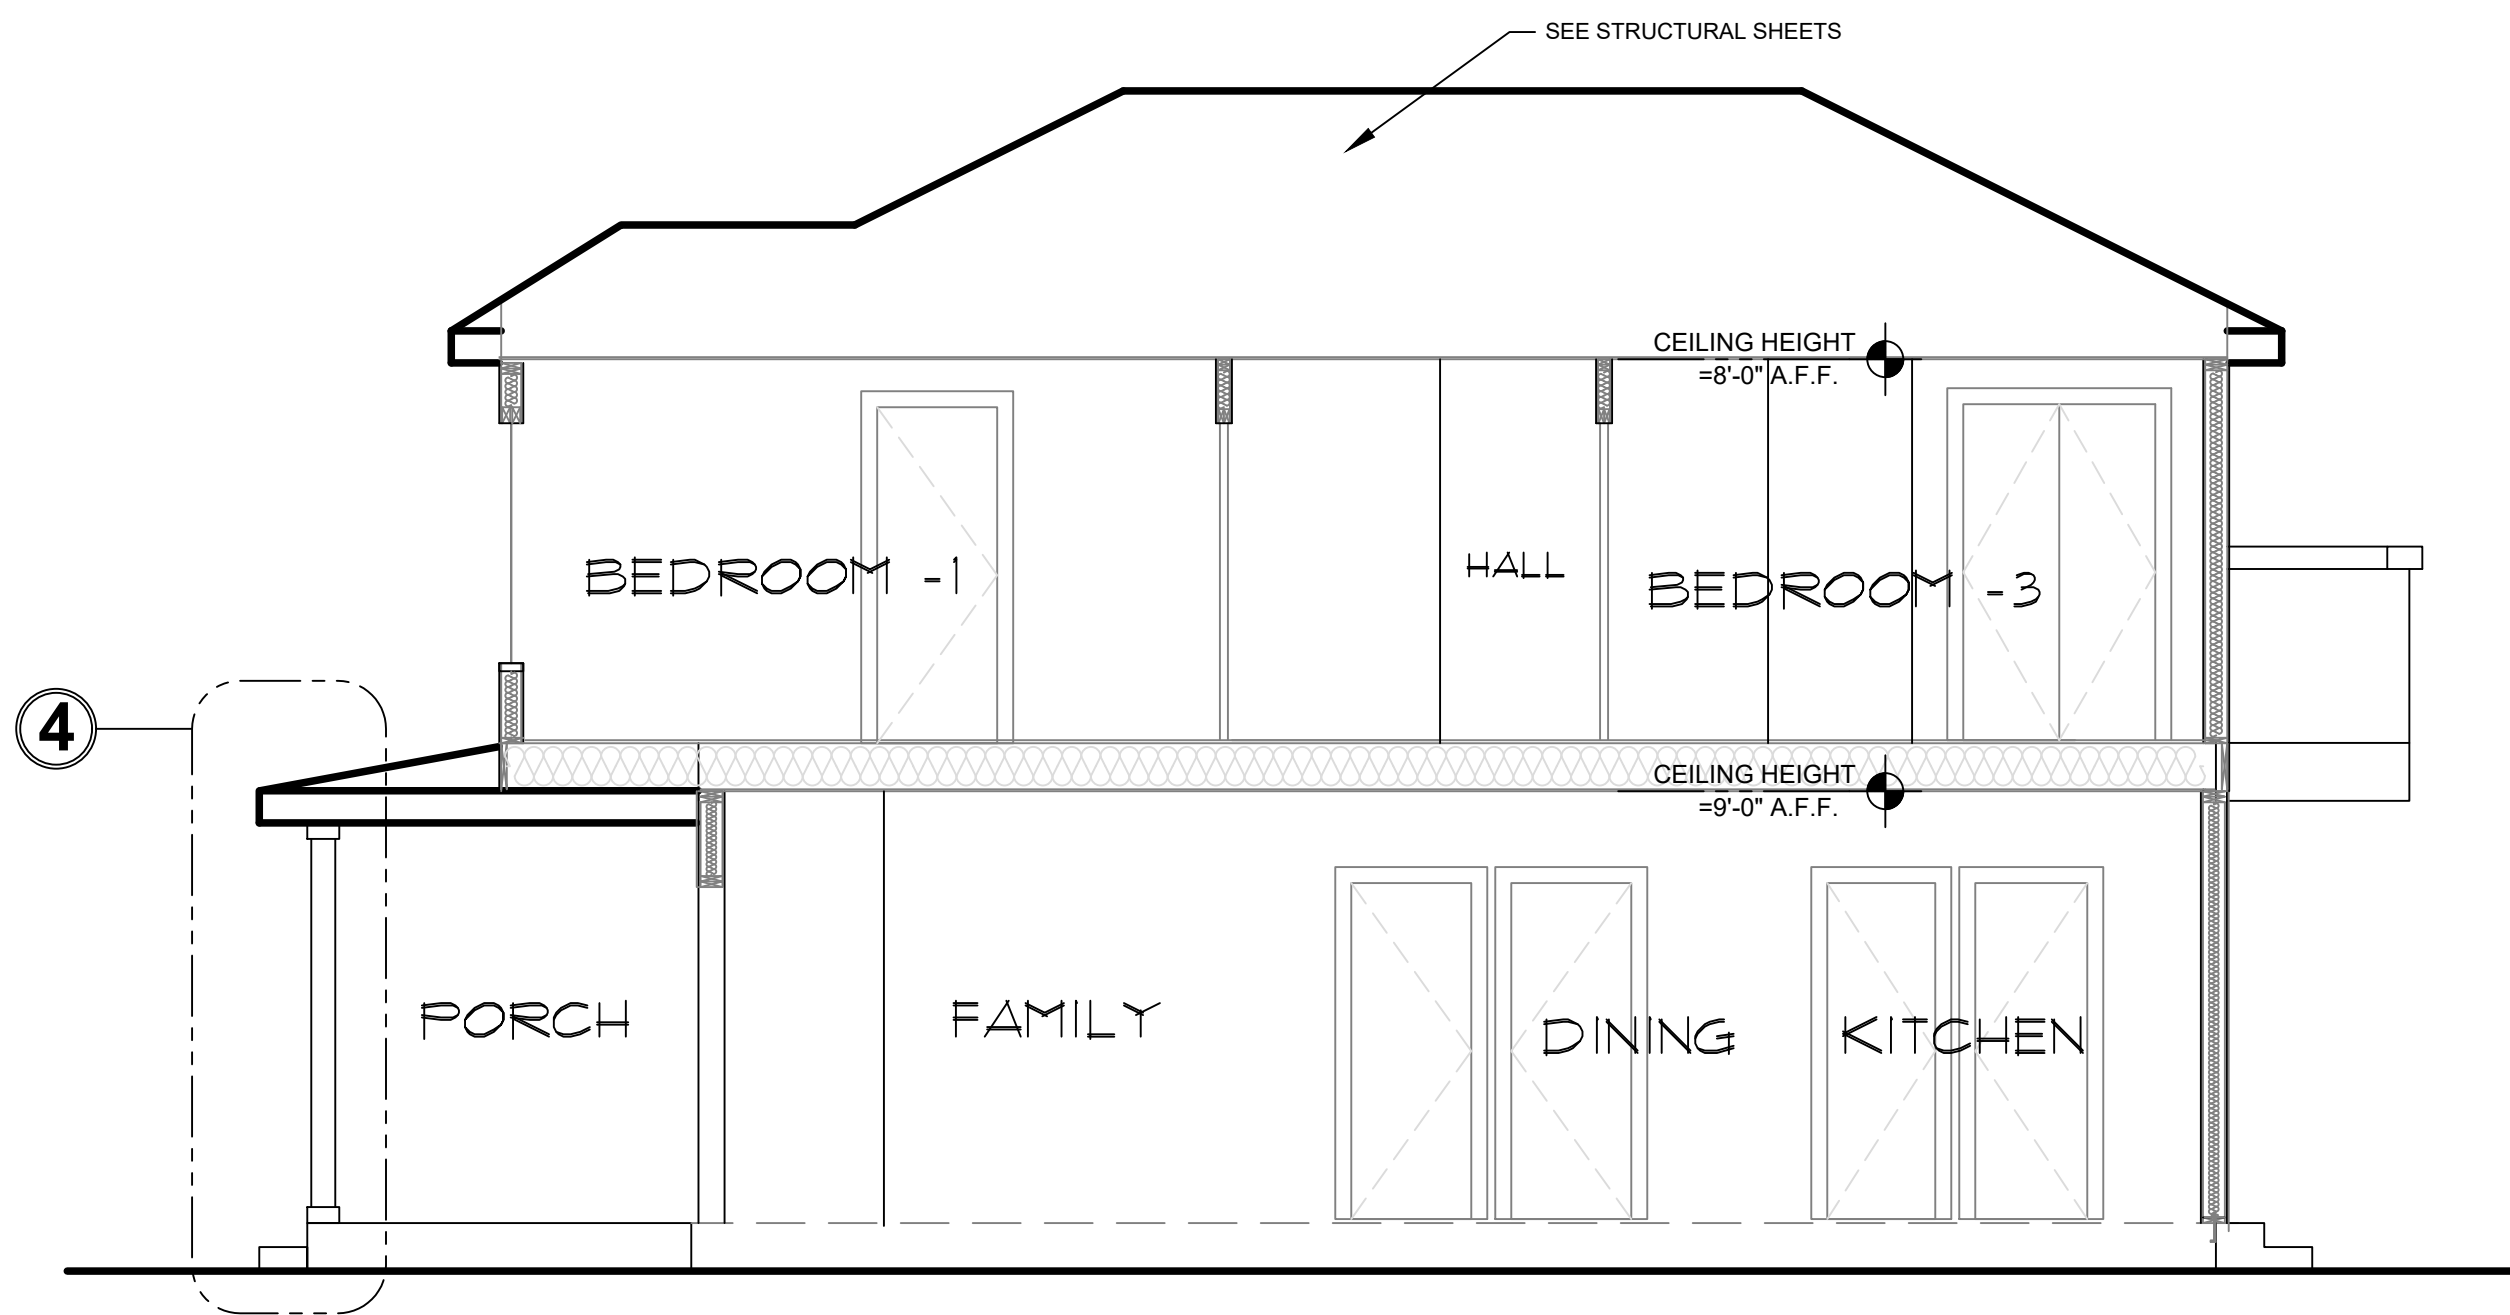 SEE STRUCTURAL SHEETS
CEILING HEIGHT
=8'-0" A.F.F.
BEDROOM -1
HALL
BEDROOM -3
4
CEILING HEIGHT
=9'-0" A.F.F.
PORCH
FAMILY
DINING
KITCHEN